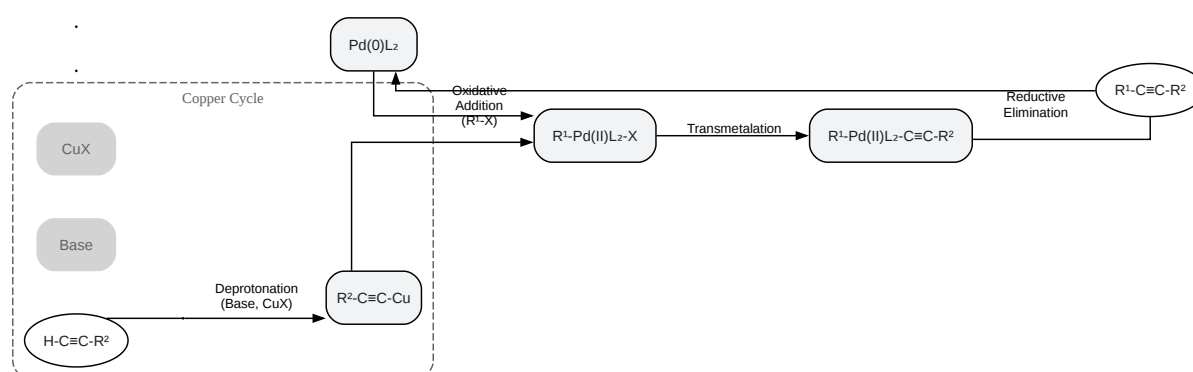 Pd(0)L₂
Copper Cycle
Oxidative
Addition
(R¹-X)
R¹-C≡C-R²
Reductive
Elimination
CuX
R¹-Pd(II)L₂-X
Transmetalation
R¹-Pd(II)L₂-C≡C-R²
Base
Deprotonation
(Base, CuX)
R²-C≡C-Cu
H-C≡C-R²